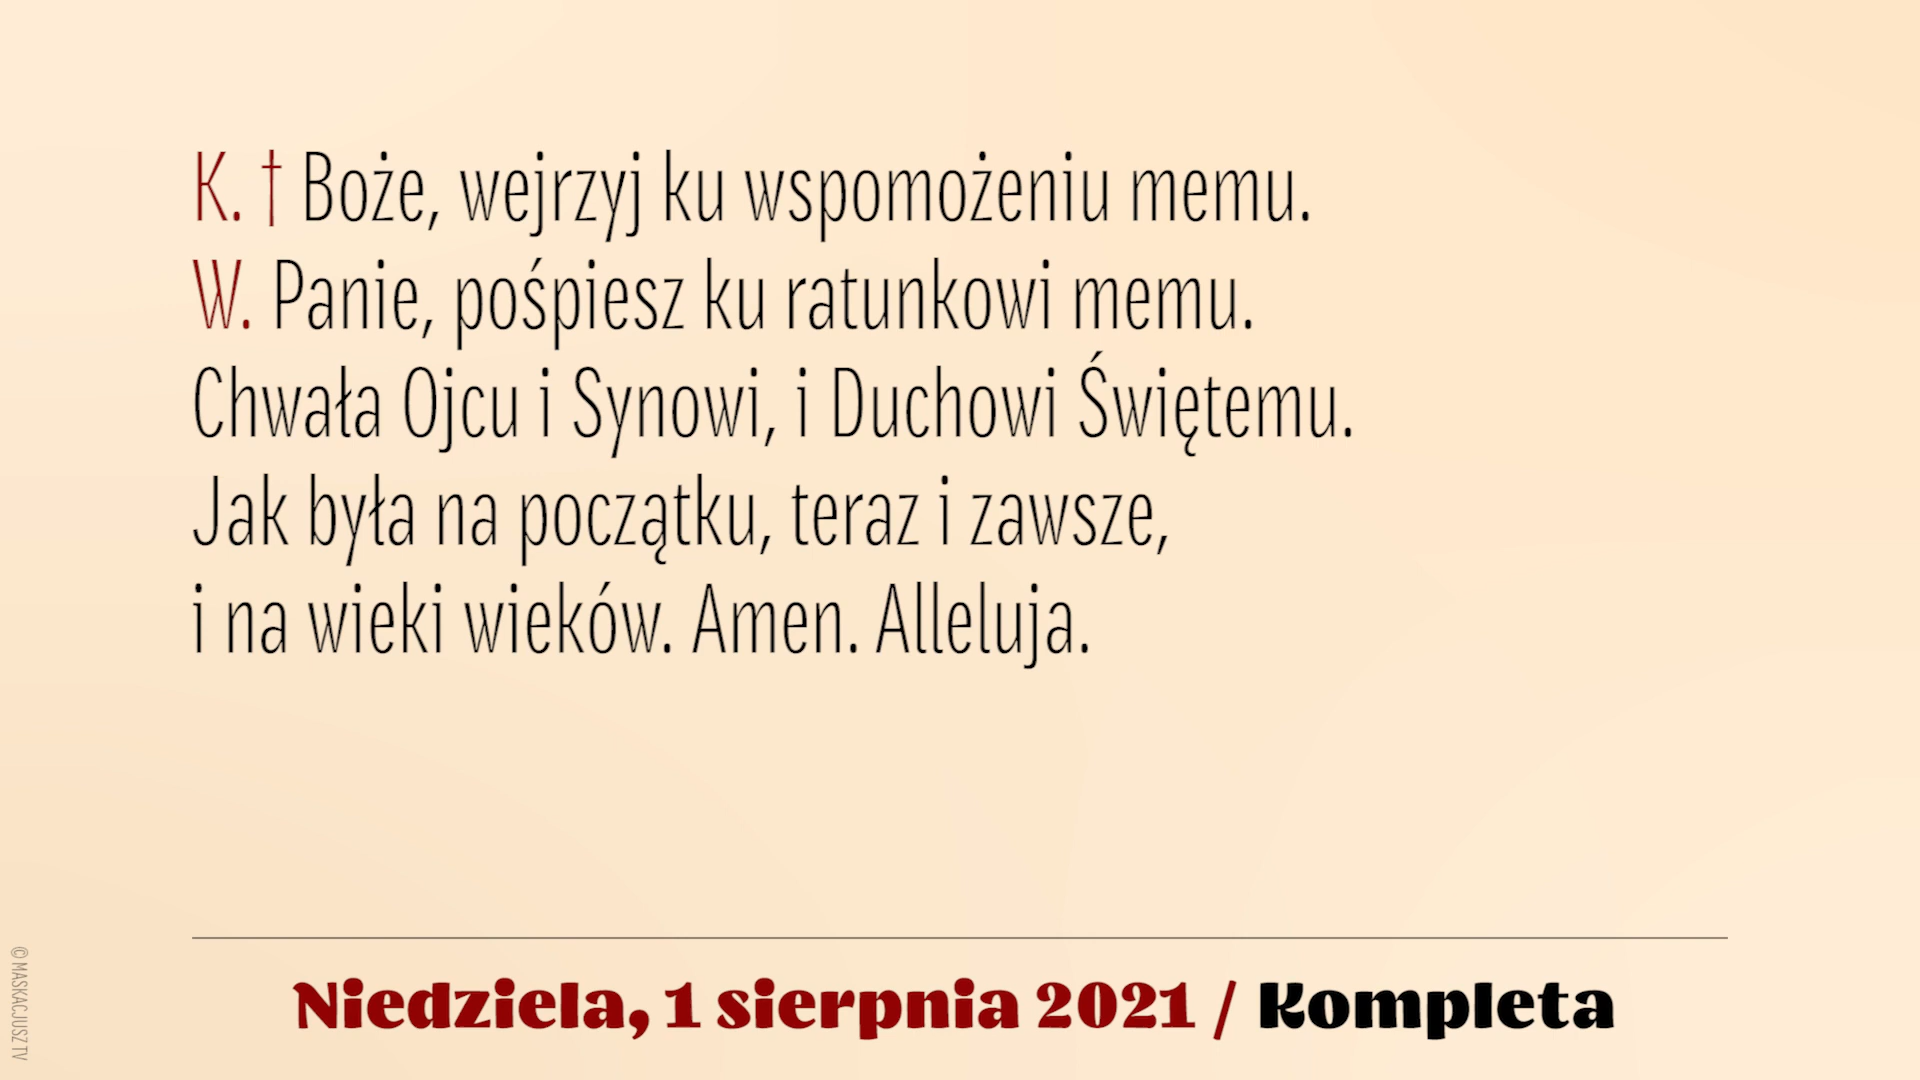 K. † Boże, wejrzyj ku wspomożeniu memu.
W. Panie, pośpiesz ku ratunkowi memu.
Chwała Ojcu i Synowi, i Duchowi Świętemu.
Jak była na początku, teraz i zawsze,
i na wieki wieków. Amen. Alleluja.
Niedziela, 1 sierpnia 2021 / Kompleta
© MASKACJUSZ TV